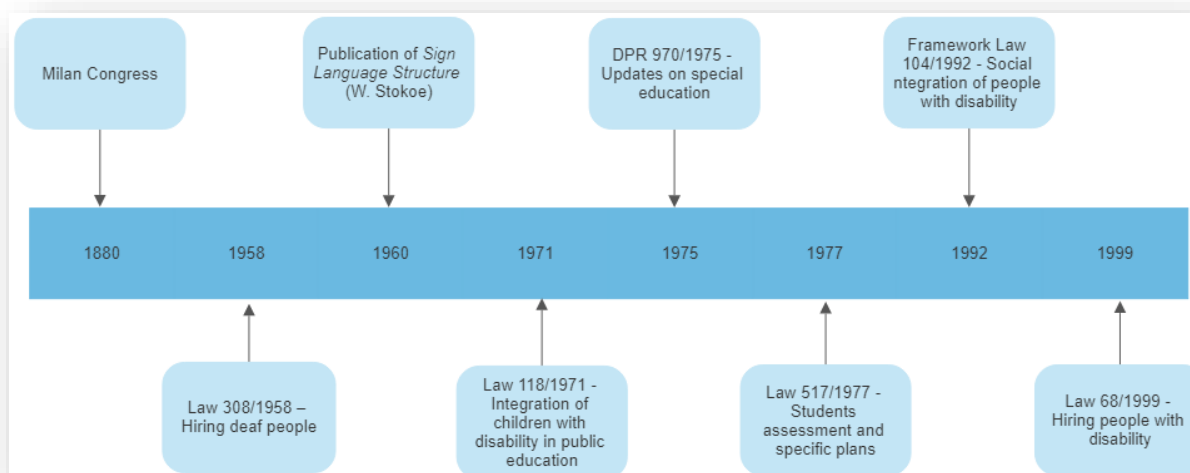 Milan Congress
Publication of Sign
Language Structure
(W. Stokoe)
DPR 970/1975 -
Updates on special
education
Framework Law
104/1992 - Social
ntegration of people
with disability
1880
1958
1960
1971
1975
1977
1992
1999
Law 308/1958 –
Hiring deaf people
Law 118/1971 -
Integration of
children with
disability in public
education
Law 517/1977 -
Students
assessment and
specific plans
Law 68/1999 -
Hiring people with
disability